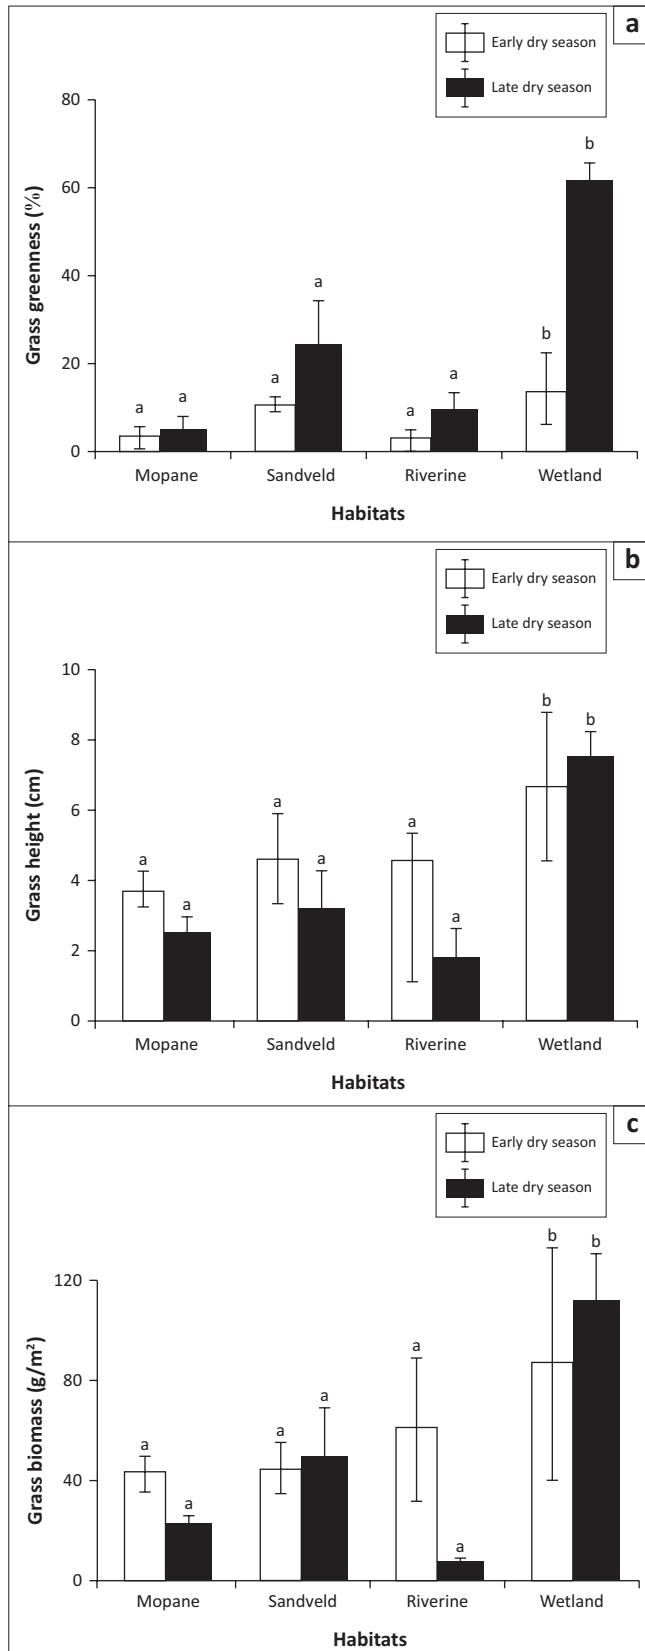 a
Early dry season
Late dry season
Grass greenness (%)
80
60
40
20
0
a a a a a a b b
Mopane Sandveld Riverine Wetland
Habitats
b
Early dry season
Late dry season
Grass height (cm)
10
8
6
4
2
0
a a a a a a b b
Mopane Sandveld Riverine Wetland
Habitats
c
Early dry season
Late dry season
Grass biomass (g/m²)
120
80
40
0
a a a a a a b b
Mopane Sandveld Riverine Wetland
Habitats